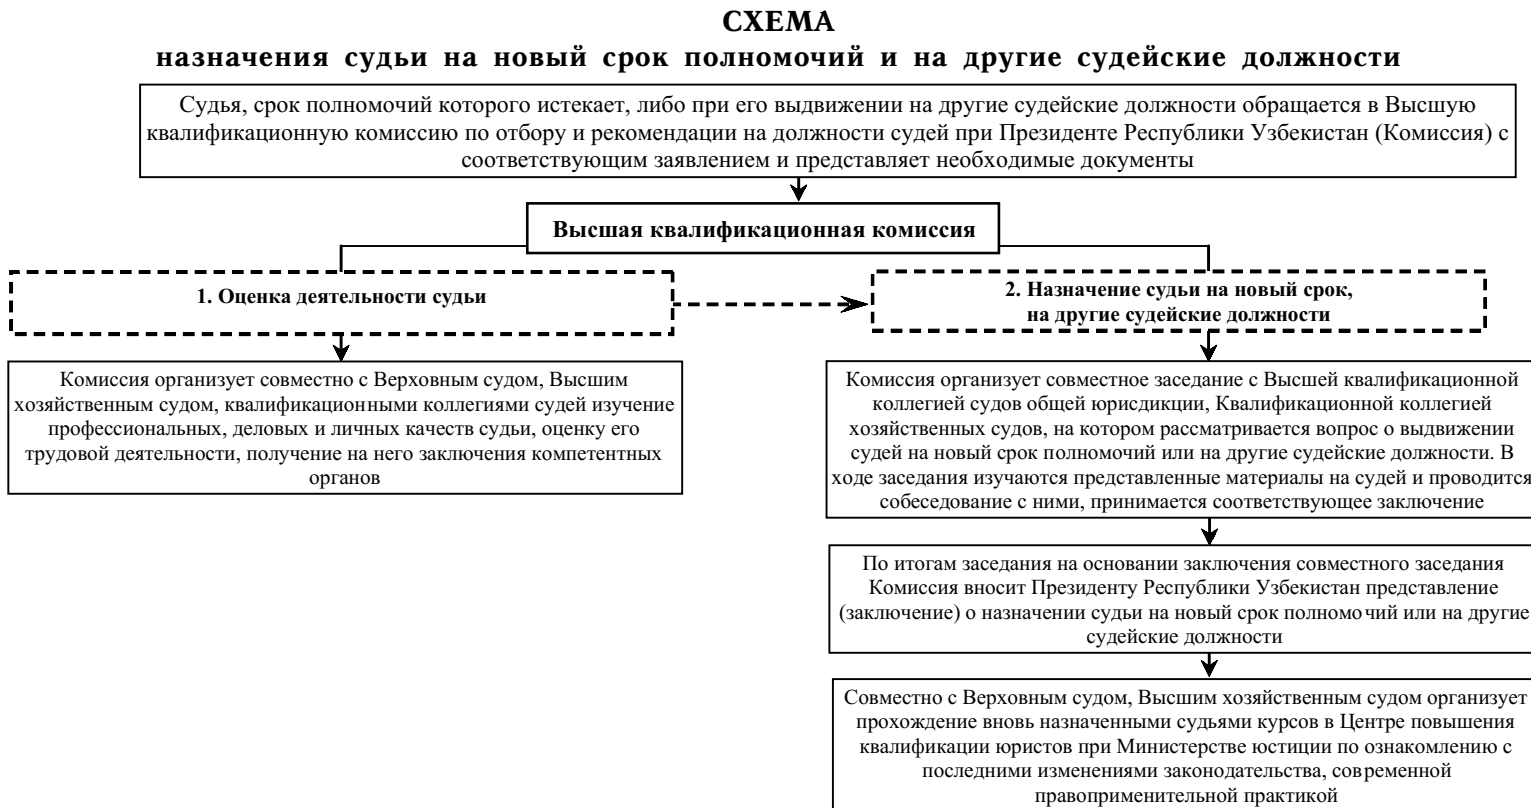 СХЕМА
назначения судьи на новый срок полномочий и на другие судейские должности
Судья, срок полномочий которого истекает, либо при его выдвижении на другие судейские должности обращается в Высшую
квалификационную комиссию по отбору и рекомендации на должности судей при Президенте Республики Узбекистан (Комиссия) с
соответствующим заявлением и представляет необходимые документы
Высшая квалификационная комиссия
1. Оценка деятельности судьи
2. Назначение судьи на новый срок,
на другие судейские должности
Комиссия организует совместно с Верховным судом, Высшим
хозяйственным судом, квалификационными коллегиями судей изучение
профессиональных, деловых и личных качеств судьи, оценку его
трудовой деятельности, получение на него заключения компетентных
органов
Комиссия организует совместное заседание с Высшей квалификационной
коллегией судов общей юрисдикции, Квалификационной коллегией
хозяйственных судов, на котором рассматривается вопрос о выдвижении
судей на новый срок полномочий или на другие судейские должности. В
ходе заседания изучаются представленные материалы на судей и проводится
собеседование с ними, принимается соответствующее заключение
По итогам заседания на основании заключения совместного заседания
Комиссия вносит Президенту Республики Узбекистан представление
(заключение) о назначении судьи на новый срок полномочий или на другие
судейские должности
Совместно с Верховным судом, Высшим хозяйственным судом организует
прохождение вновь назначенными судьями курсов в Центре повышения
квалификации юристов при Министерстве юстиции по ознакомлению с
последними изменениями законодательства, современной
правоприменительной практикой